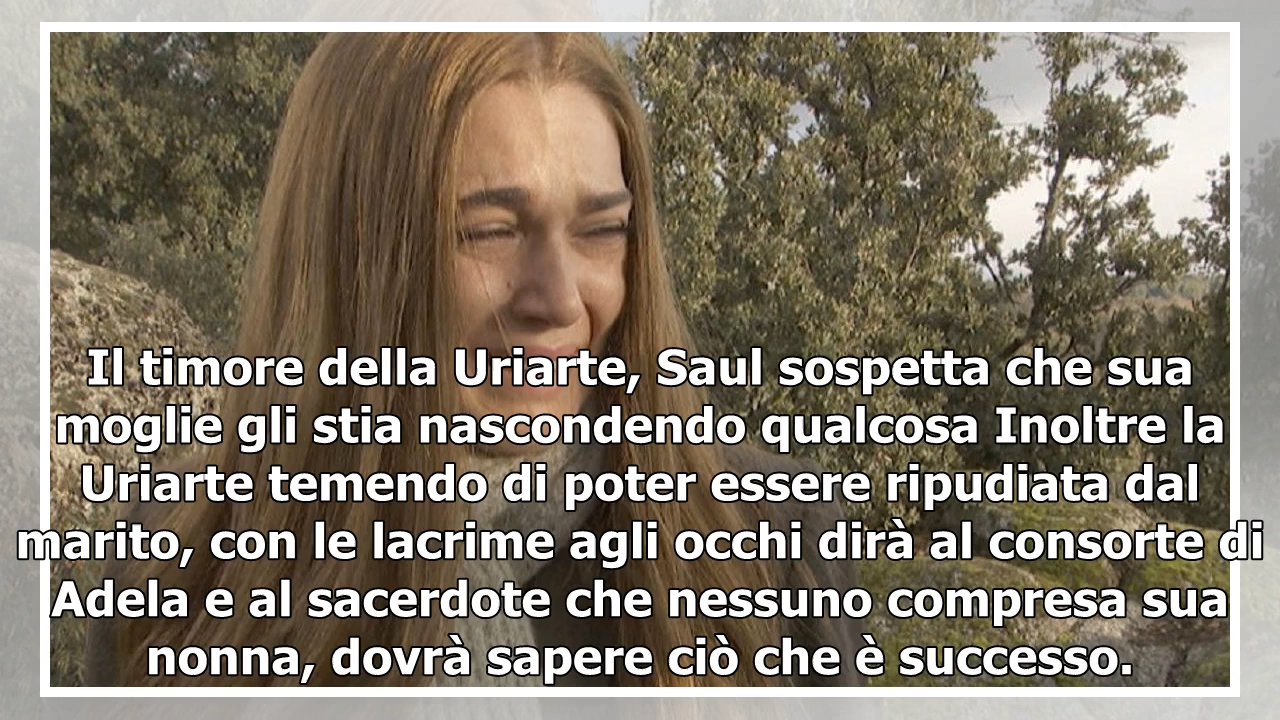 Il timore della Uriarte, Saul sospetta che sua
moglie gli stia nascondendo qualcosa Inoltre la
Uriarte temendo di poter essere ripudiata dal
marito, con le lacrime agli occhi dirà al consorte di
Adela e al sacerdote che nessuno compresa sua
nonna, dovrà sapere ciò che è successo.